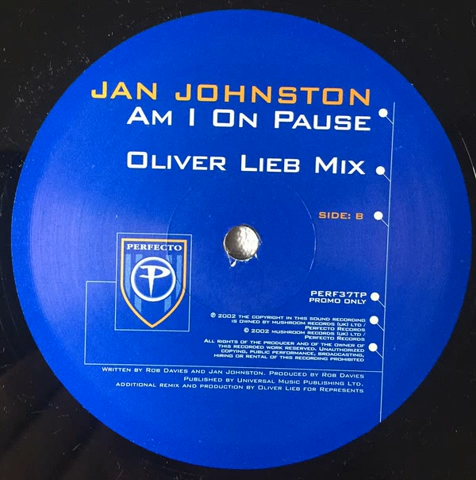 JAN JOHNSTON
AM I ON PAUSE
OLIVER LIEB MIX
SIDE: B
PERFECTO
P
PERF37TP
PROMO ONLY
℗ 2002 THE COPYRIGHT IN THIS SOUND RECORDING
IS OWNED BY MUSHROOM RECORDS (UK) LTD /
PERFECTO RECORDS
© 2002 MUSHROOM RECORDS (UK) LTD /
PERFECTO RECORDS
ALL RIGHTS OF THE PRODUCER AND OF THE OWNER OF
THIS RECORDED WORK RESERVED. UNAUTHORIZED
COPYING, PUBLIC PERFORMANCE, BROADCASTING,
HIRING OR RENTAL OF THIS RECORDING PROHIBITED
WRITTEN BY ROB DAVIES AND JAN JOHNSTON. PRODUCED BY ROB DAVIES
PUBLISHED BY UNIVERSAL MUSIC PUBLISHING LTD.
ADDITIONAL REMIX AND PRODUCTION BY OLIVER LIEB FOR REPRESENTS